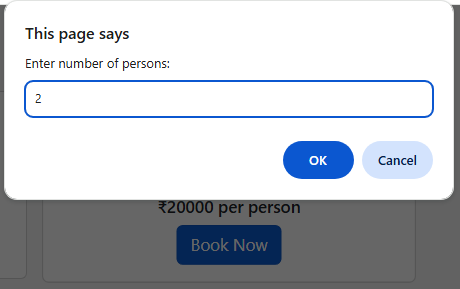 This page says
Enter number of persons:
2
OK
Cancel
₹20000 per person
Book Now